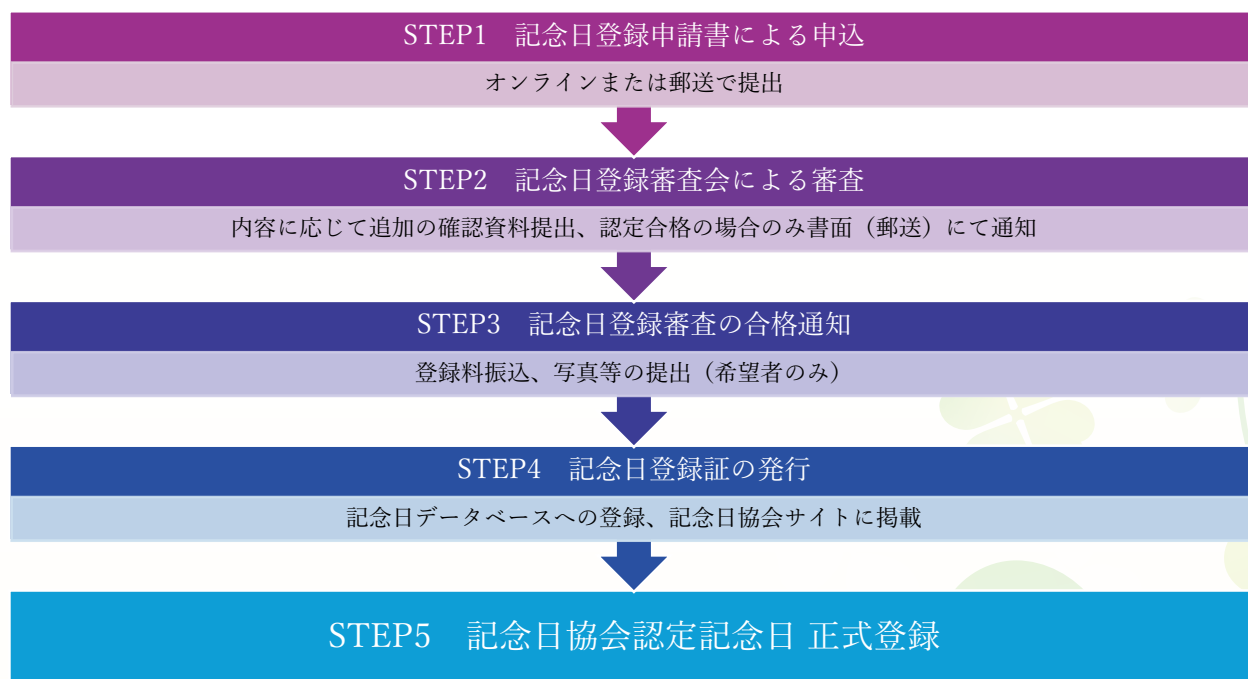 STEP1　記念日登録申請書による申込
オンラインまたは郵送で提出
STEP2　記念日登録審査会による審査
内容に応じて追加の確認資料提出、認定合格の場合のみ書面（郵送）にて通知
STEP3　記念日登録審査の合格通知
登録料振込、写真等の提出（希望者のみ）
STEP4　記念日登録証の発行
記念日データベースへの登録、記念日協会サイトに掲載
STEP5　記念日協会認定記念日 正式登録